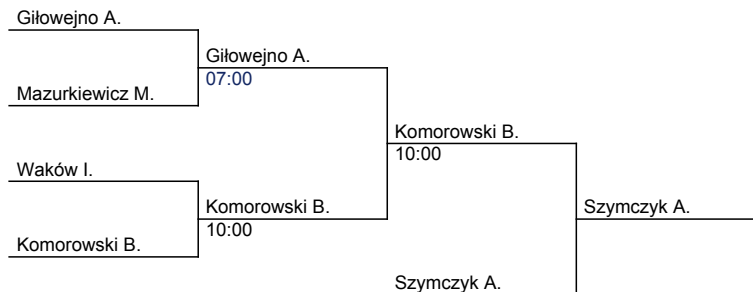 Giłowejno A.
Giłowejno A.
07:00
Mazurkiewicz M.
Komorowski B.
10:00
Waków I.
Komorowski B.
10:00
Szymczyk A.
Komorowski B.
Szymczyk A.